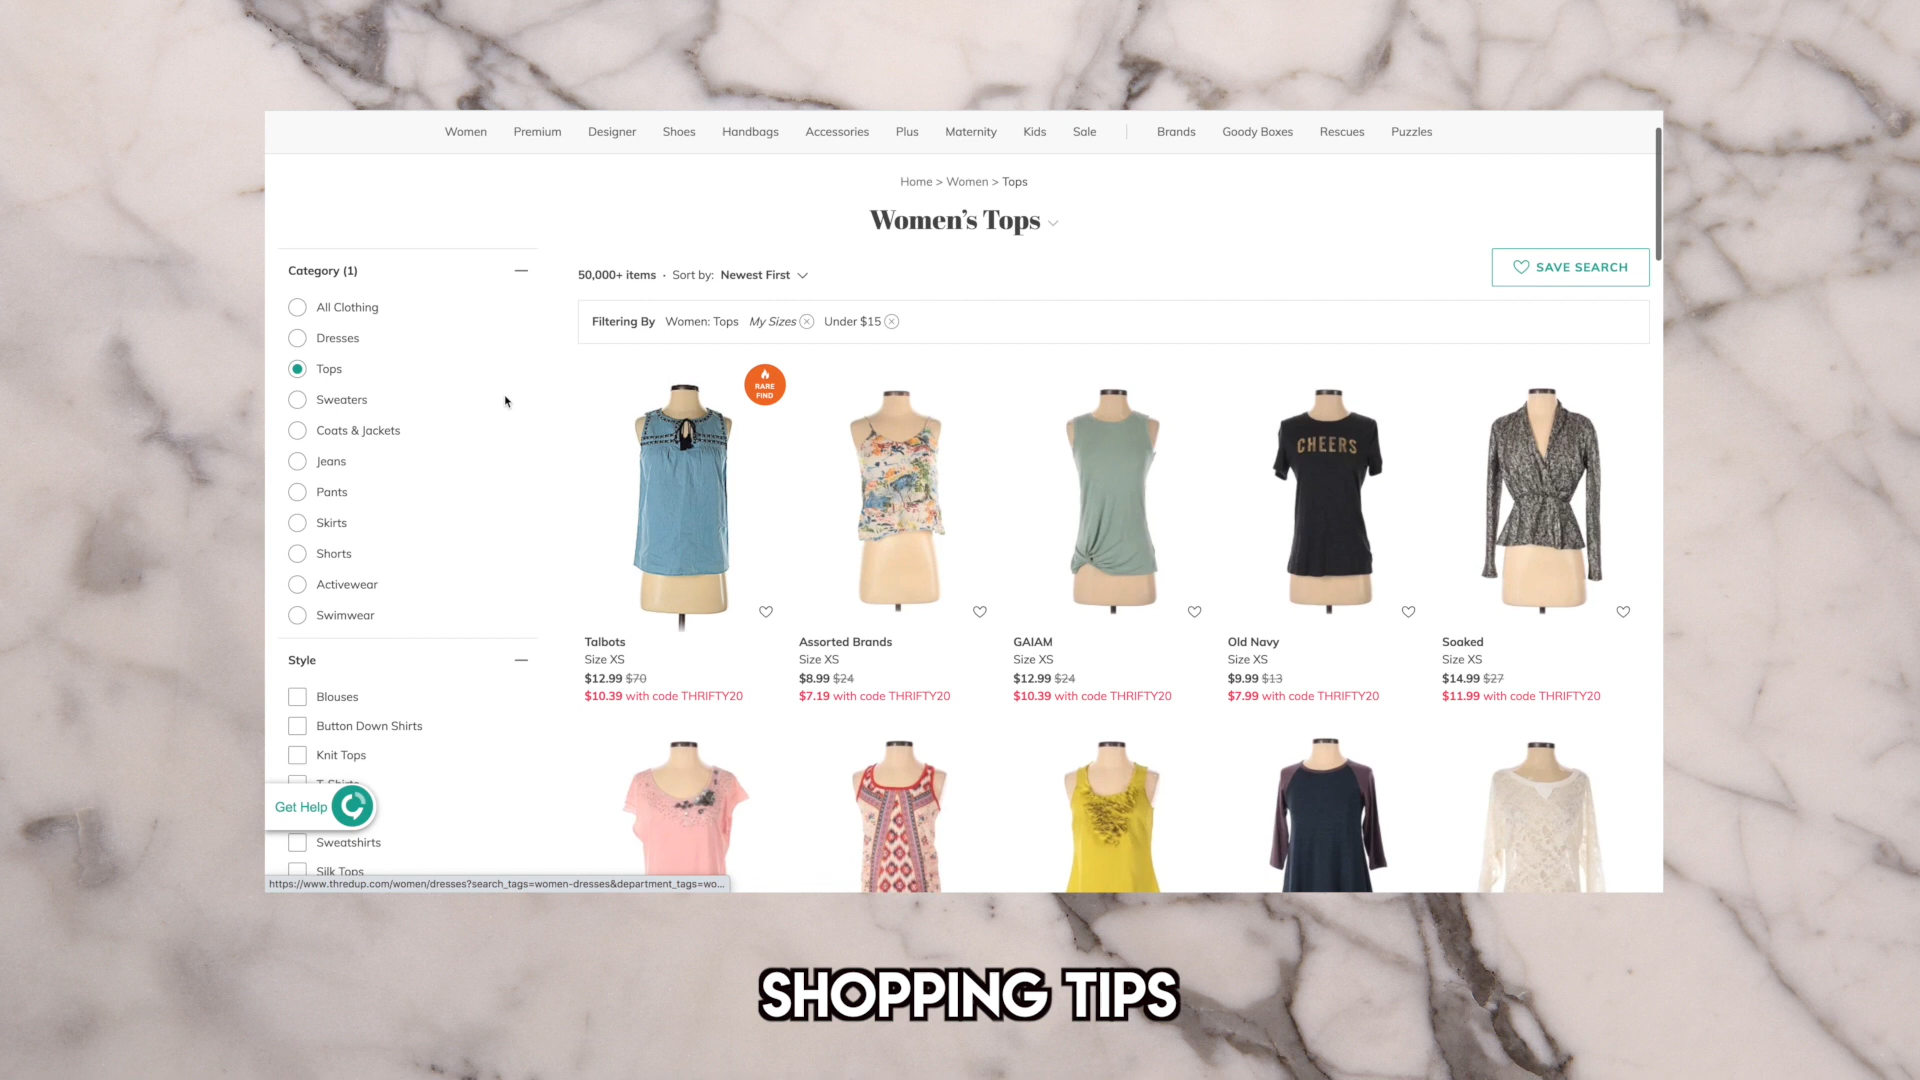 Women Premium Designer Shoes Handbags Accessories Plus Maternity Kids Sale Brands Goody Boxes Rescues Puzzles
Home > Women > Tops
Women's Tops
Category (1)
All Clothing
Dresses
Tops
Sweaters
Coats & Jackets
Jeans
Pants
Skirts
Shorts
Activewear
Swimwear
Style
Blouses
Button Down Shirts
Knit Tops
T-Shirts
Sweatshirts
Silk Tops
Get Help
50,000+ items · Sort by: Newest First
SAVE SEARCH
Filtering By Women: Tops My Sizes Under $15
RARE
FIND
CHEERS
Talbots
Size XS
$12.99 $70
$10.39 with code THRIFTY20
Assorted Brands
Size XS
$8.99 $24
$7.19 with code THRIFTY20
GAIAM
Size XS
$12.99 $24
$10.39 with code THRIFTY20
Old Navy
Size XS
$9.99 $13
$7.99 with code THRIFTY20
Soaked
Size XS
$14.99 $27
$11.99 with code THRIFTY20
https://www.thredup.com/women/dresses?search_tags=women-dresses&department_tags=wo...
SHOPPING TIPS